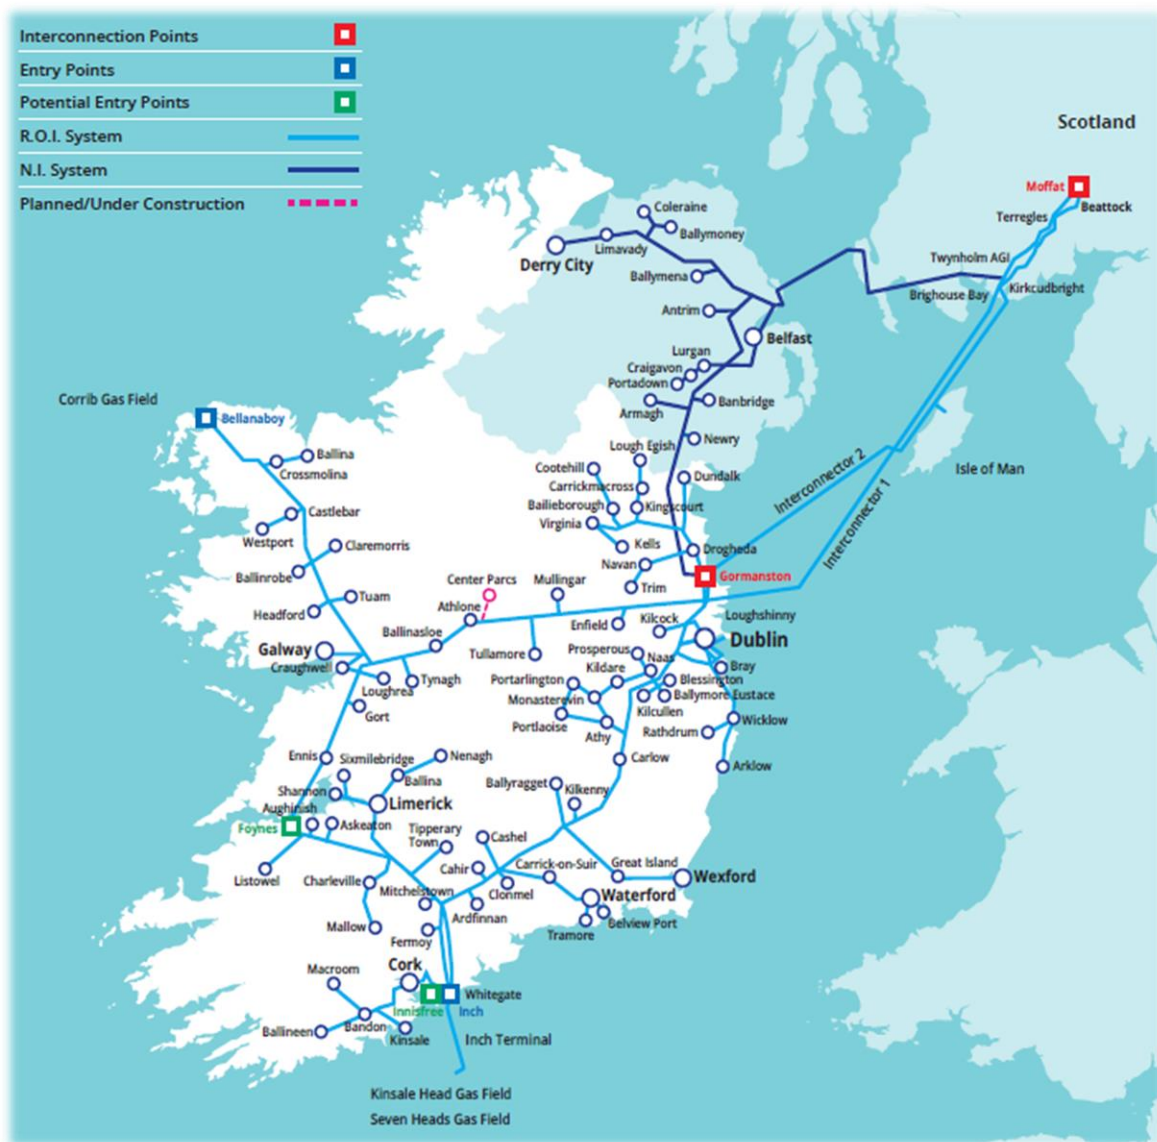 Interconnection Points
Entry Points
Potential Entry Points
R.O.I. System
N.I. System
Planned/Under Construction
Scotland
Moffat
Beattock
Terregles
Twynholm AGI
Brighouse Bay
Kirkcudbright
Coleraine
Ballymoney
Limavady
Derry City
Ballymena
Antrim
Belfast
Lurgan
Craigavon
Portadown
Armagh
Banbridge
Newry
Corrib Gas Field
Bellanaboy
Ballina
Crossmolina
Lough Egish
Cootehill
Dundalk
Carrickmacross
Bailieborough
Kingscourt
Virginia
Kells
Drogheda
Navan
Trim
Gormanston
Interconnector 2
Interconnector 1
Isle of Man
Castlebar
Westport
Claremorris
Ballinrobe
Tuam
Headford
Center Parcs
Mullingar
Athlone
Ballinasloe
Enfield
Kilcock
Loughshinny
Dublin
Galway
Craughwell
Tullamore
Prosperous
Naas
Kildare
Bray
Loughrea
Tynagh
Portarlington
Blessington
Monasterevin
Ballymore Eustace
Gort
Kilcullen
Portlaoise
Athy
Rathdrum
Wicklow
Ennis
Sixmilebridge
Nenagh
Carlow
Arklow
Shannon
Ballina
Ballyragget
Kilkenny
Aughinish
Limerick
Foynes
Askeaton
Tipperary
Town
Cashel
Listowel
Charleville
Cahir
Carrick-on-Suir
Great Island
Wexford
Mitchelstown
Clonmel
Waterford
Mallow
Ardfinnan
Belview Port
Fermoy
Tramore
Cork
Macroom
Whitegate
Innisfree
Inch
Ballineen
Bandon
Kinsale
Inch Terminal
Kinsale Head Gas Field
Seven Heads Gas Field